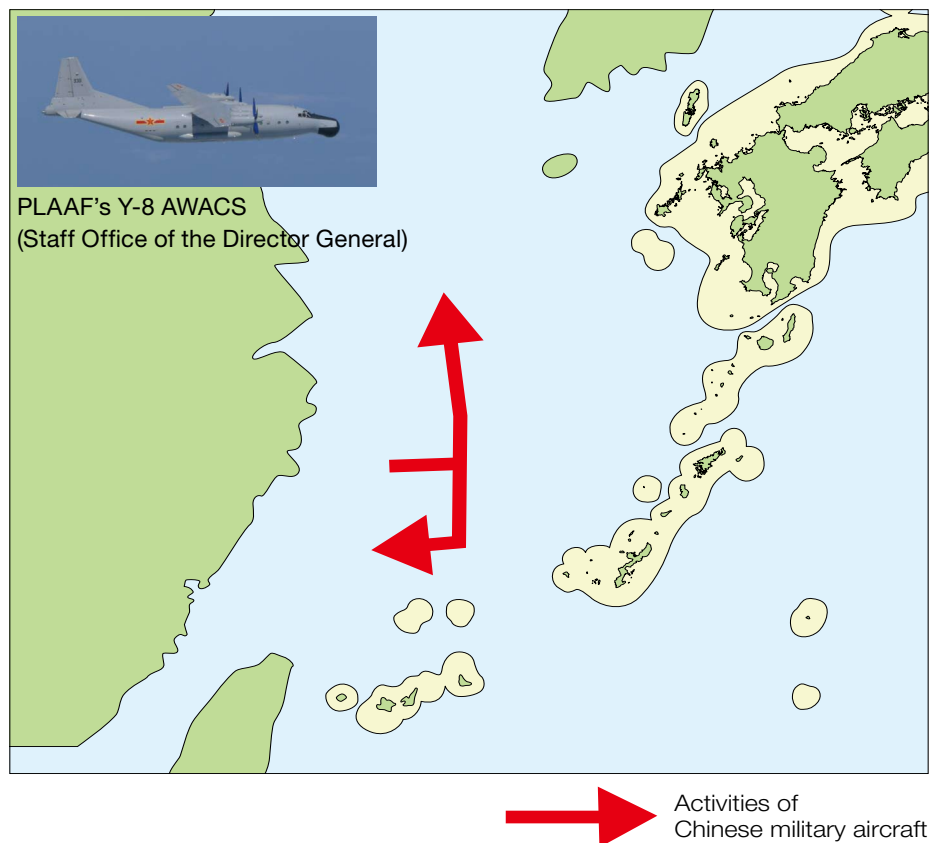 PLAAF's Y-8 AWACS
(Staff Office of the Director General)
Activities of
Chinese military aircraft